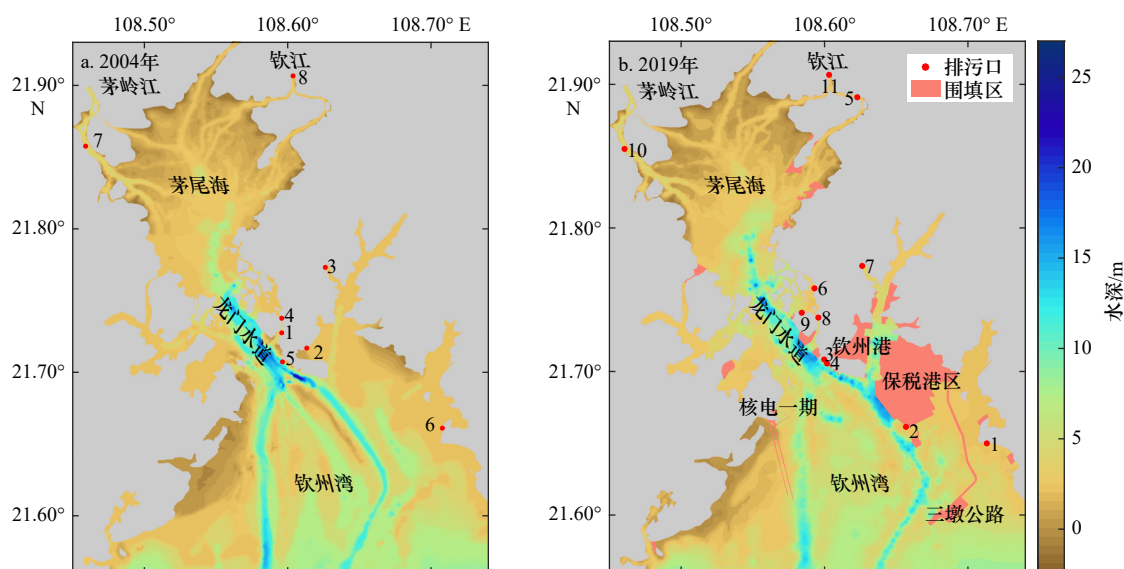 108.50°
108.60°
108.70° E
108.50°
108.60°
108.70° E
21.90°
N
21.80°
21.70°
21.60°
a. 2004年
茅岭江
钦江
8
7
茅尾海
3
4
1
2
5
龙门水道
6
钦州湾
21.90°
N
21.80°
21.70°
21.60°
b. 2019年
茅岭江
钦江
11
5
排污口
围填区
10
茅尾海
7
6
9
8
龙门水道
3
4
钦州港
保税港区
核电一期
2
1
钦州湾
三墩公路
25
20
15
10
5
0
水深/m